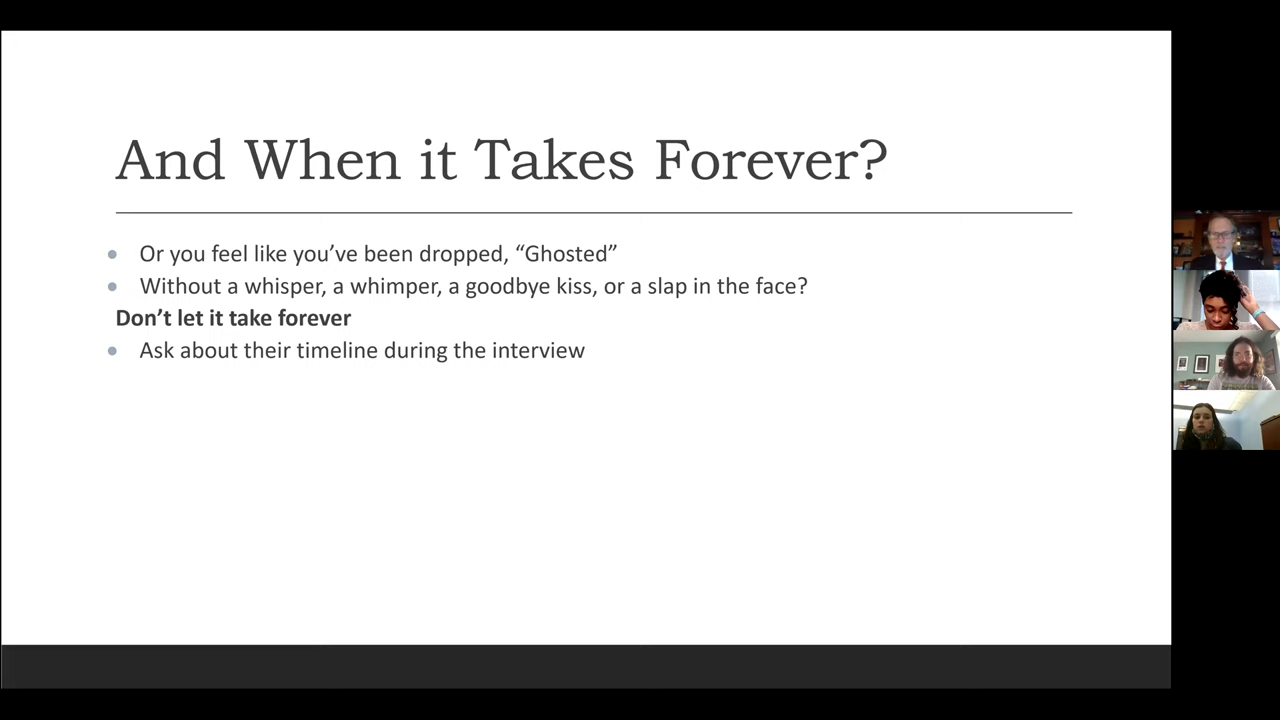 And When it Takes Forever?
Or you feel like you’ve been dropped, “Ghosted”
Without a whisper, a whimper, a goodbye kiss, or a slap in the face?
Don’t let it take forever
Ask about their timeline during the interview